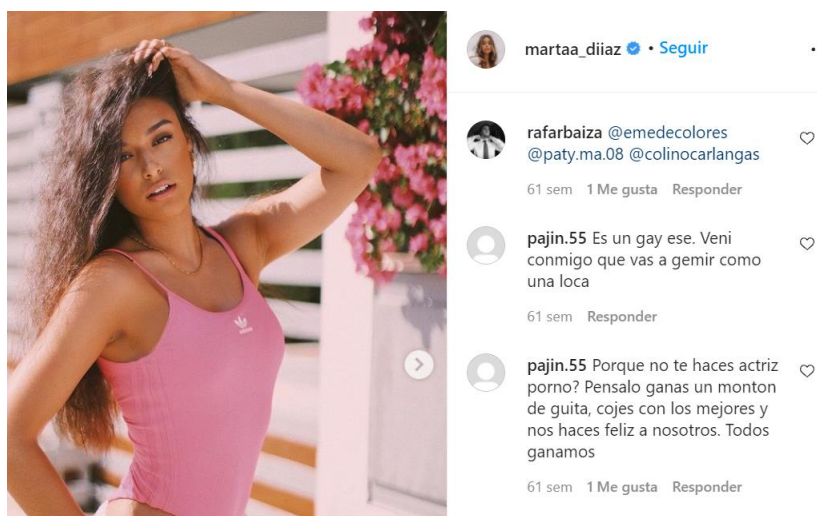 martaa_diiaz • Seguir
rafarbaiza @emedecolores
@paty.ma.08 @colinocarlangas
61 sem 1 Me gusta Responder
pajin.55 Es un gay ese. Veni
conmigo que vas a gemir como
una loca
61 sem Responder
pajin.55 Porque no te haces actriz
porno? Pensalo ganas un monton
de guita, cojes con los mejores y
nos haces feliz a nosotros. Todos
ganamos
61 sem 1 Me gusta Responder